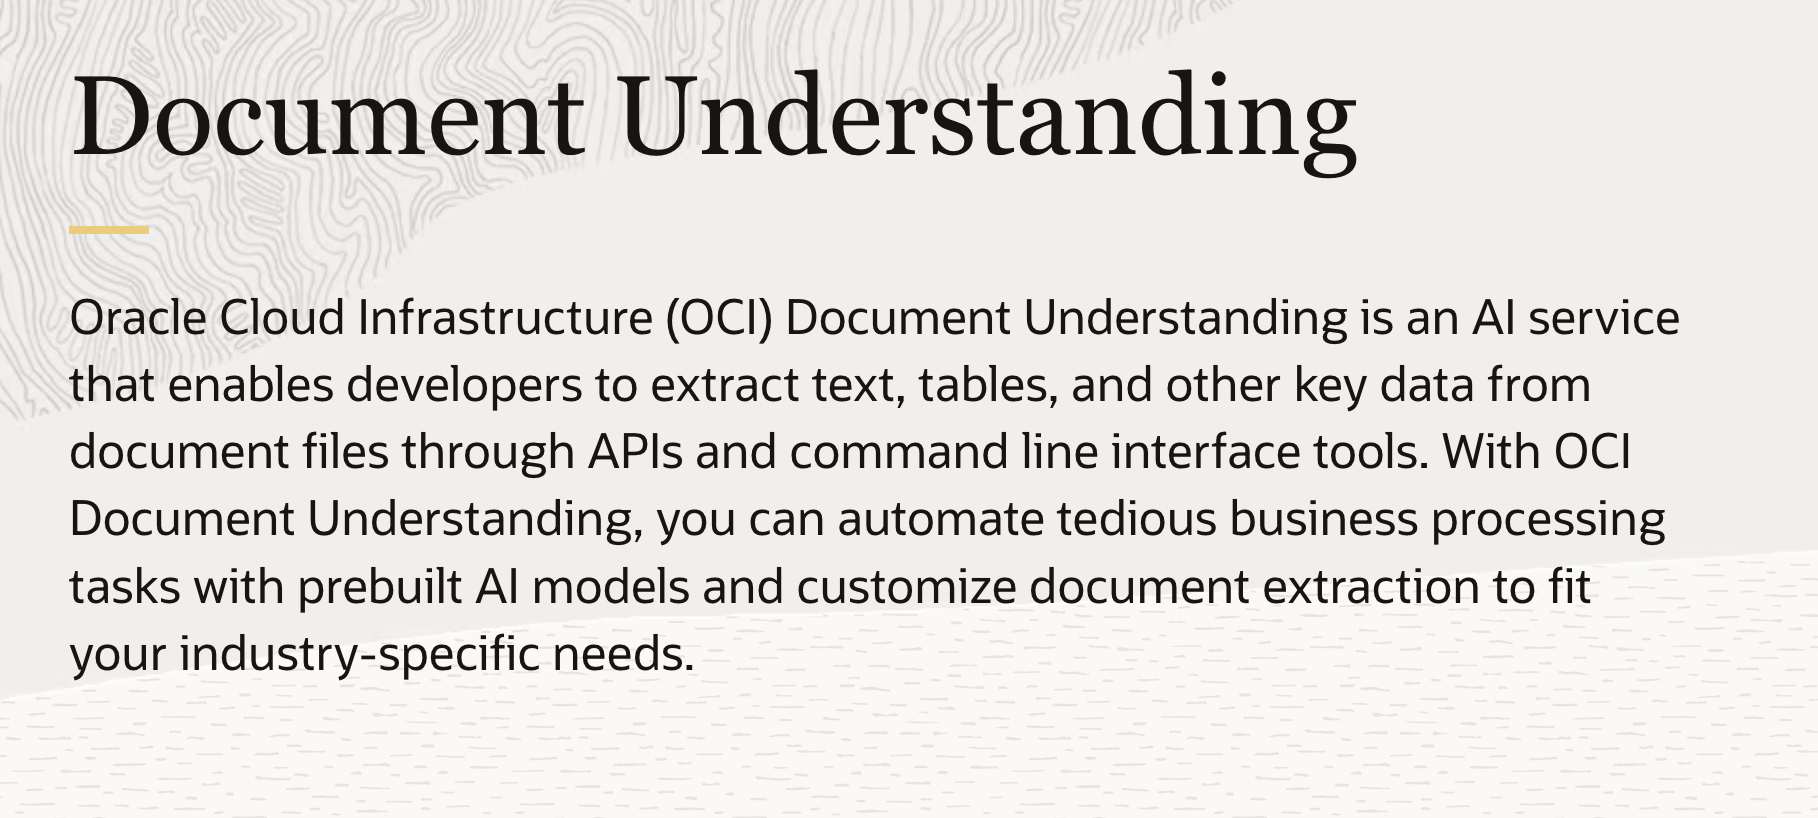 Document Understanding
Oracle Cloud Infrastructure (OCI) Document Understanding is an AI service
that enables developers to extract text, tables, and other key data from
document files through APIs and command line interface tools. With OCI
Document Understanding, you can automate tedious business processing
tasks with prebuilt AI models and customize document extraction to fit
your industry-specific needs.